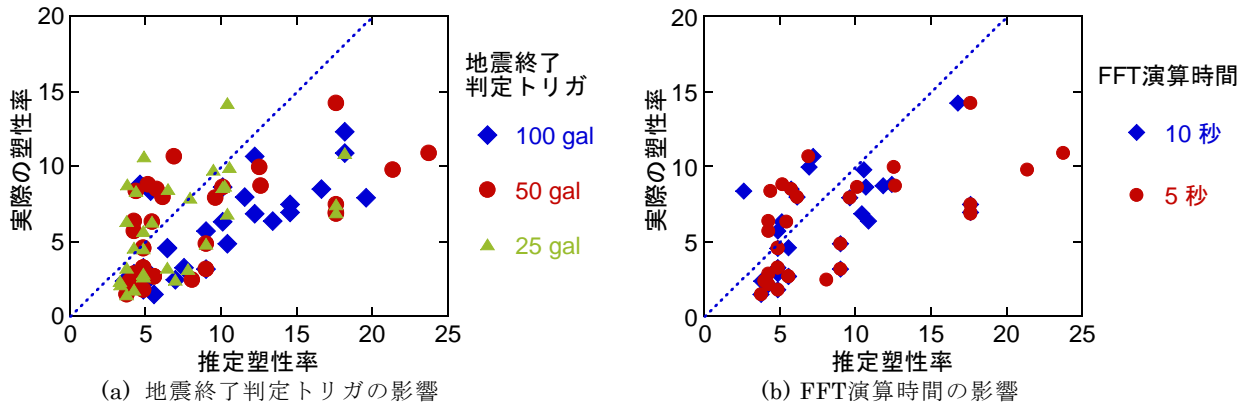 20
15
10
5
0
0 5 10 15 20 25
実際の塑性率
推定塑性率
地震終了
判定トリガ
100 gal
50 gal
25 gal
(a) 地震終了判定トリガの影響
20
15
10
5
0
0 5 10 15 20 25
実際の塑性率
推定塑性率
FFT演算時間
10 秒
5 秒
(b) FFT演算時間の影響